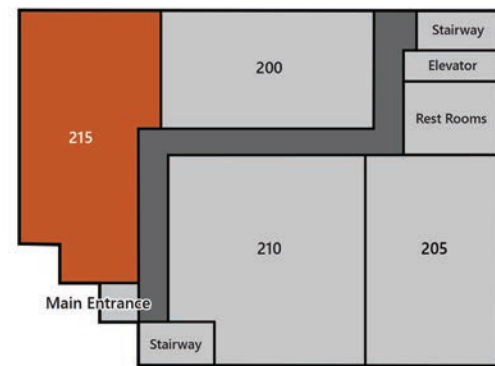 Stairway
200
Elevator
Rest Rooms
215
210
205
Main Entrance
Stairway